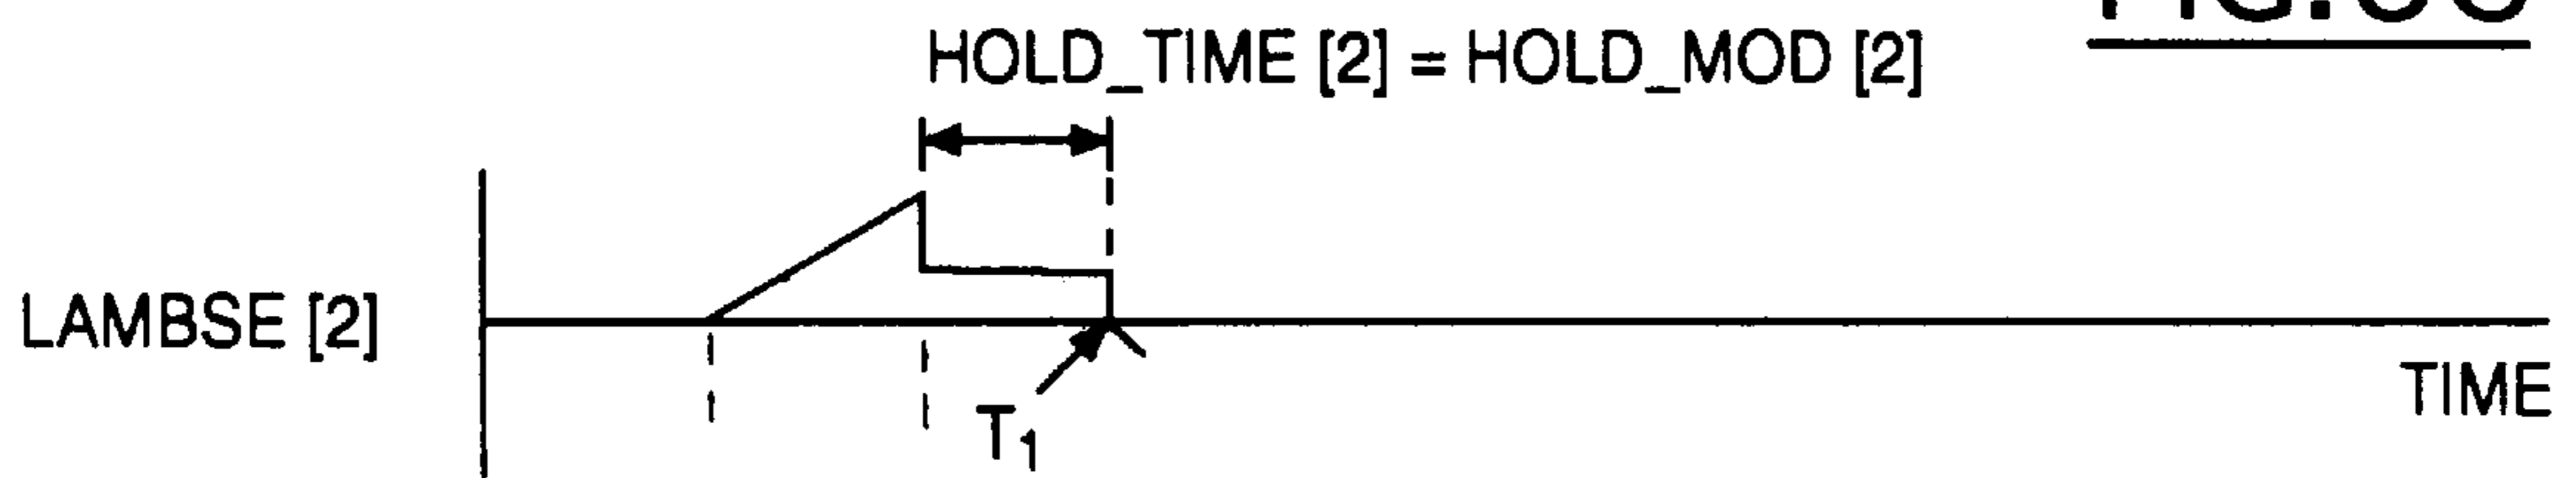 HOLD_TIME [2] = HOLD_MOD [2]
LAMBSE [2]
TIME
T1